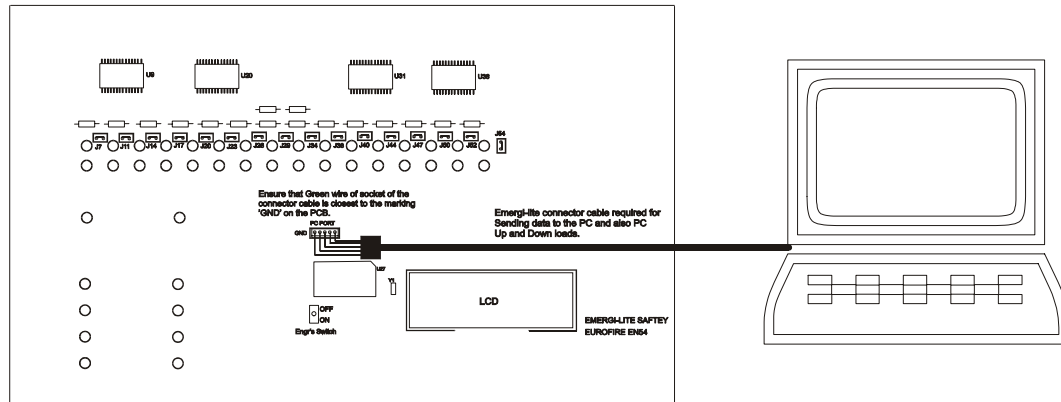 U9
U20
U31
U38
J54
J7
J11
J14
J17
J20
J23
J26
J29
J34
J38
J40
J44
J47
J50
J52
Ensure that Green wire of socket of the
connector cable is closest to the marking
'GND' on the PCB.
PC PORT
GND
Emergi-lite connector cable required for
Sending data to the PC and also PC
Up and Down loads.
U27
Y1
OFF
ON
Engr's Switch
LCD
EMERGI-LITE SAFTEY
EUROFIRE EN54